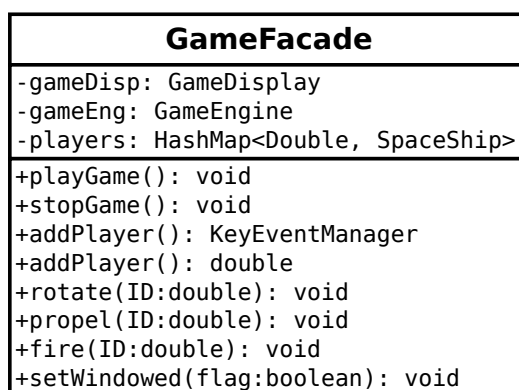 GameFacade
-gameDisp: GameDisplay
-gameEng: GameEngine
-players: HashMap<Double, SpaceShip>
+playGame(): void
+stopGame(): void
+addPlayer(): KeyEventManager
+addPlayer(): double
+rotate(ID:double): void
+propel(ID:double): void
+fire(ID:double): void
+setWindowed(flag:boolean): void